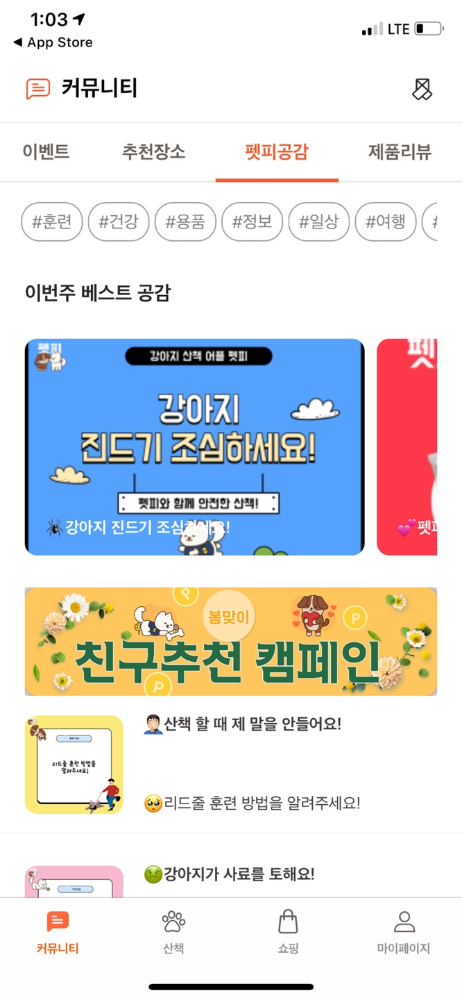 1:03
LTE
◀ App Store
커뮤니티
이벤트 추천장소 펫피공감 제품리뷰
#훈련 #건강 #용품 #정보 #일상 #여행 #
이번주 베스트 공감
펫피
강아지 산책 어플 펫피
강아지
진드기 조심하세요!
펫피와 함께 안전한 산책!
🕷강아지 진드기 조심하세요!
펫
💕펫피
봄맞이
친구추천 캠페인
P
P
P
🤦🏻‍♂️산책 할 때 제 말을 안들어요!
리드줄 훈련 방법을
알려주세요!
🥺리드줄 훈련 방법을 알려주세요!
🤢강아지가 사료를 토해요!
커뮤니티 산책 쇼핑 마이페이지